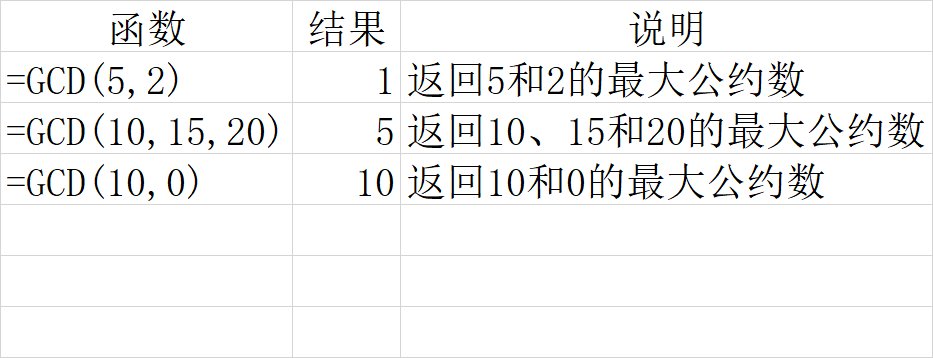 函数 结果 说明
=GCD(5,2) 1 返回5和2的最大公约数
=GCD(10,15,20) 5 返回10、15和20的最大公约数
=GCD(10,0) 10 返回10和0的最大公约数